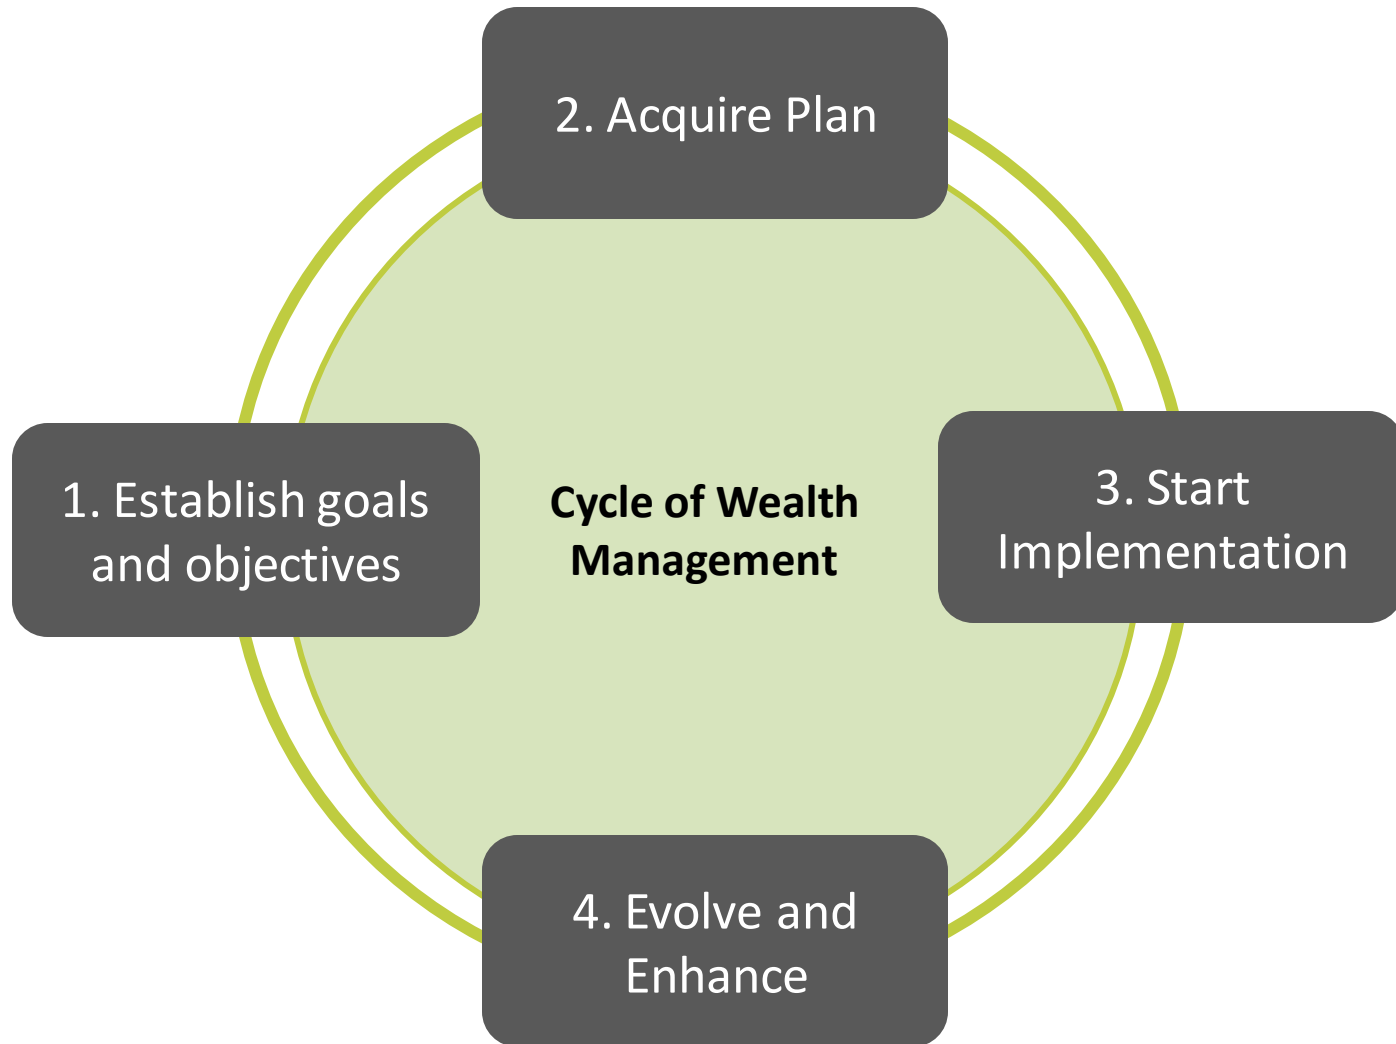 2. Acquire Plan
1. Establish goals
and objectives
Cycle of Wealth
Management
3. Start
Implementation
4. Evolve and
Enhance